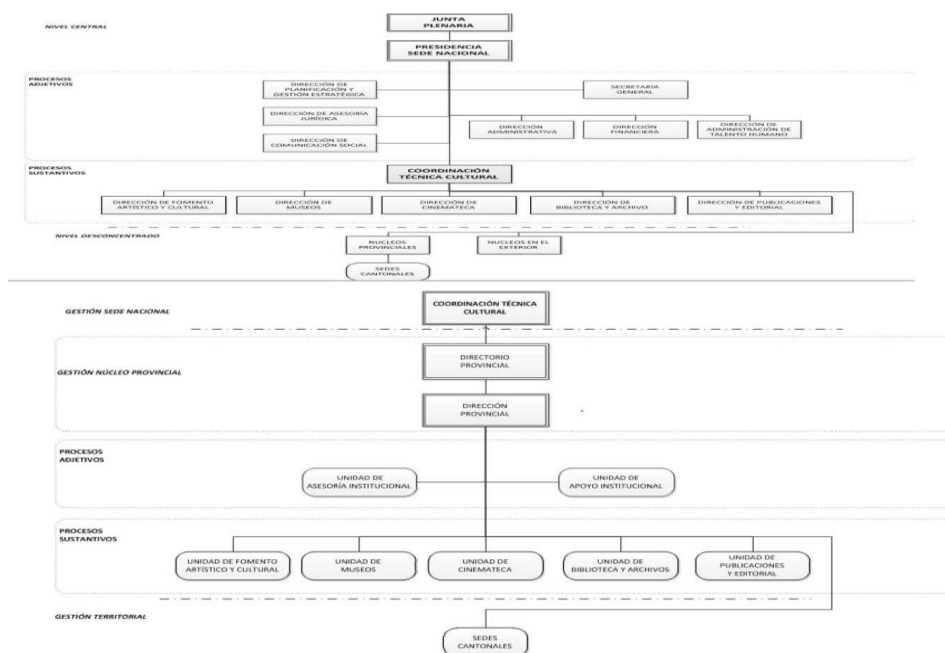 NIVEL CENTRAL
JUNTA
PLENARIA
PRESIDENCIA
SEDE NACIONAL
PROCESOS
ADJETIVOS
DIRECCIÓN DE
PLANIFICACIÓN Y
GESTIÓN ESTRATÉGICA
SECRETARÍA
GENERAL
DIRECCIÓN DE ASESORÍA
JURÍDICA
DIRECCIÓN
ADMINISTRATIVA
DIRECCIÓN
FINANCIERA
DIRECCIÓN DE
ADMINISTRACIÓN DE
TALENTO HUMANO
DIRECCIÓN DE
COMUNICACIÓN SOCIAL
PROCESOS
SUSTANTIVOS
COORDINACIÓN
TÉCNICA CULTURAL
DIRECCIÓN DE FOMENTO
ARTÍSTICO Y CULTURAL
DIRECCIÓN DE
MUSEOS
DIRECCIÓN DE
CINEMATECA
DIRECCIÓN DE
BIBLIOTECA Y ARCHIVO
DIRECCIÓN DE PUBLICACIONES
Y EDITORIAL
NIVEL DESCONCENTRADO
NUCLEOS
PROVINCIALES
NUCLEOS EN EL
EXTERIOR
SEDES
CANTONALES
GESTIÓN SEDE NACIONAL
COORDINACIÓN TÉCNICA
CULTURAL
GESTIÓN NÚCLEO PROVINCIAL
DIRECTORIO
PROVINCIAL
DIRECCIÓN
PROVINCIAL
PROCESOS
ADJETIVOS
UNIDAD DE
ASESORÍA INSTITUCIONAL
UNIDAD DE
APOYO INSTITUCIONAL
PROCESOS
SUSTANTIVOS
UNIDAD DE FOMENTO
ARTÍSTICO Y CULTURAL
UNIDAD DE
MUSEOS
UNIDAD DE
CINEMATECA
UNIDAD DE
BIBLIOTECA Y ARCHIVOS
UNIDAD DE
PUBLICACIONES
Y EDITORIAL
GESTIÓN TERRITORIAL
SEDES
CANTONALES